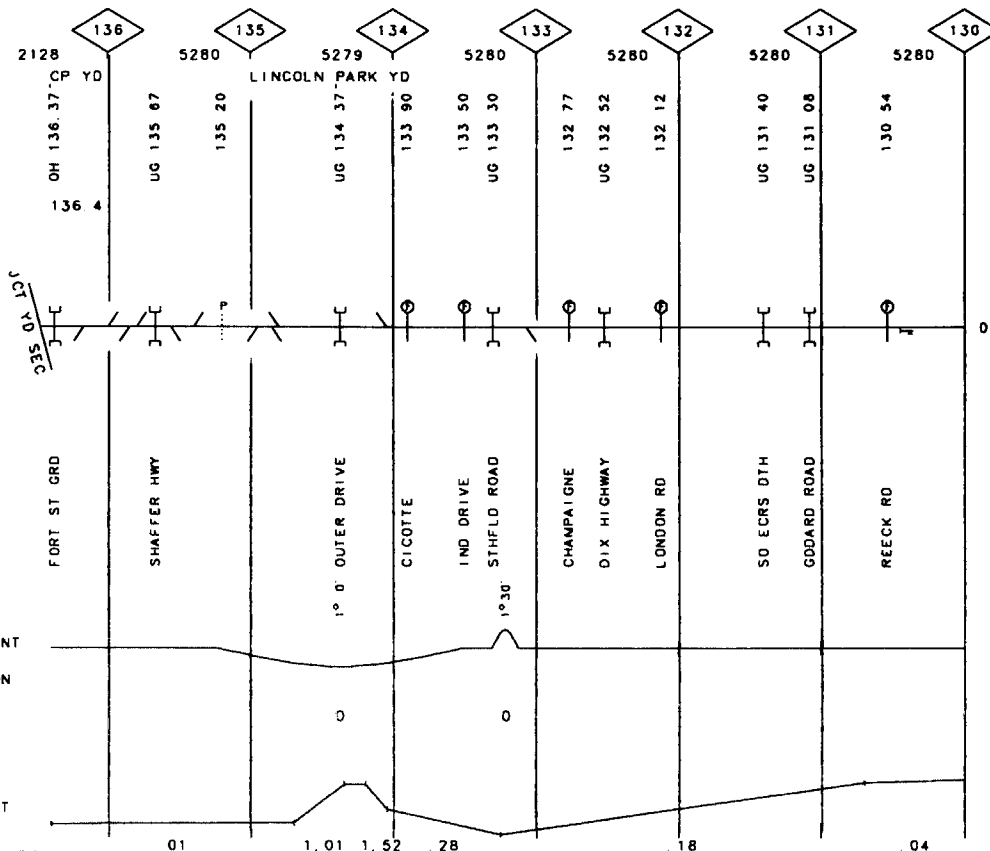 136 135 134 133 132 131 130
2128 5280 5279 5280 5280 5280 5280
CP YD LINCOLN PARK YD
OH 136.37
UG 135 67
135 20
UG 134 37
133 90
133 50
UG 133 30
132 77
UG 132 52
132 12
UG 131 40
UG 131 08
130 54
136 4
JCT YD SEC
P
F F F F F
0
FORT ST GRD
SHAFFER HWY
1° 0' OUTER DRIVE
CICOTTE
IND DRIVE
STHFLD ROAD
1°30'
CHAMPAIGNE
DIX HIGHWAY
LONDON RD
SO ECRS DTH
GODARD ROAD
REECK RD
NT
N
0 0
T
01 1.01 1.52 .28 .18 .04